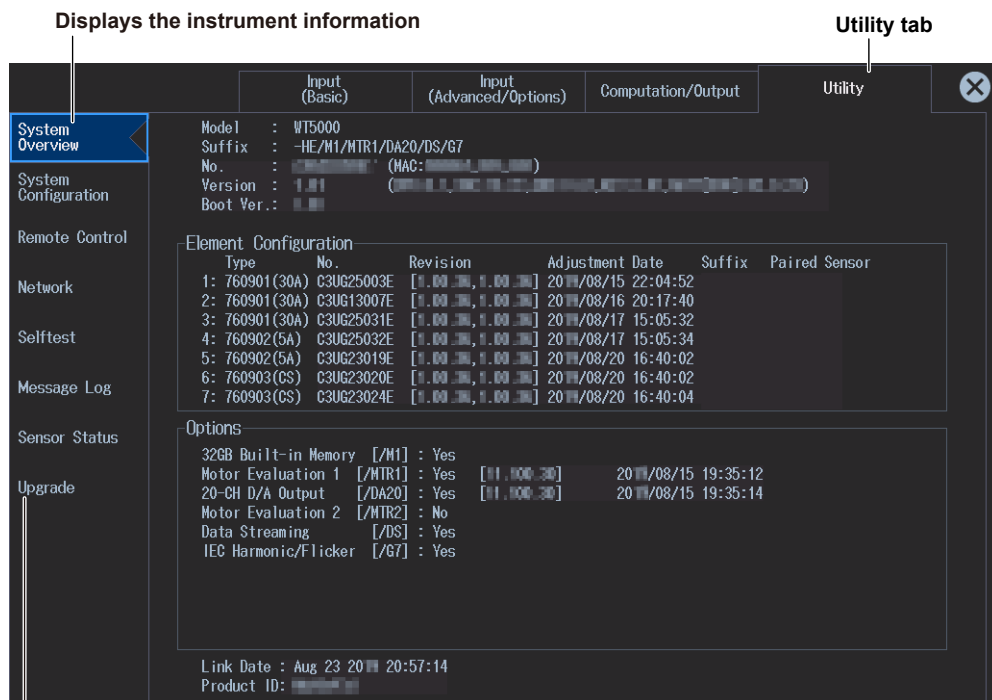 Displays the instrument information
Utility tab
Input (Basic)
Input (Advanced/Options)
Computation/Output
Utility
System Overview
System Configuration
Remote Control
Network
Selftest
Message Log
Sensor Status
Upgrade
Model : WT5000
Suffix : -HE/M1/MTR1/DA20/DS/G7
No. : (MAC: )
Version : ( )
Boot Ver.:
Element Configuration
Type No. Revision Adjustment Date Suffix Paired Sensor
1: 760901(30A) C3UG25003E /08/15 22:04:52
2: 760901(30A) C3UG13007E /08/16 20:17:40
3: 760901(30A) C3UG25031E /08/17 15:05:32
4: 760902(5A) C3UG25032E /08/17 15:05:34
5: 760902(5A) C3UG23019E /08/20 16:40:02
6: 760903(CS) C3UG23020E /08/20 16:40:02
7: 760903(CS) C3UG23024E /08/20 16:40:04
Options
32GB Built-in Memory [/M1] : Yes
Motor Evaluation 1 [/MTR1] : Yes /08/15 19:35:12
20-CH D/A Output [/DA20] : Yes /08/15 19:35:14
Motor Evaluation 2 [/MTR2] : No
Data Streaming [/DS] : Yes
IEC Harmonic/Flicker [/G7] : Yes
Link Date : Aug 23 20:57:14
Product ID: